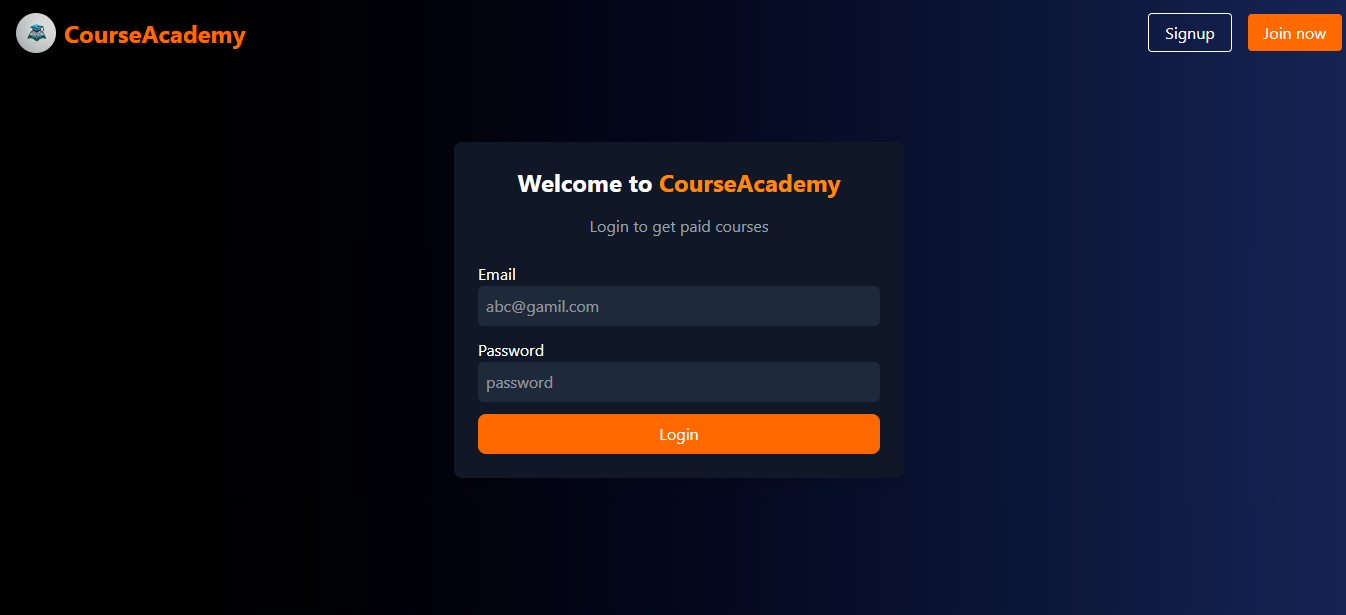 CourseAcademy
Signup
Join now
Welcome to CourseAcademy
Login to get paid courses
Email
abc@gamil.com
Password
password
Login